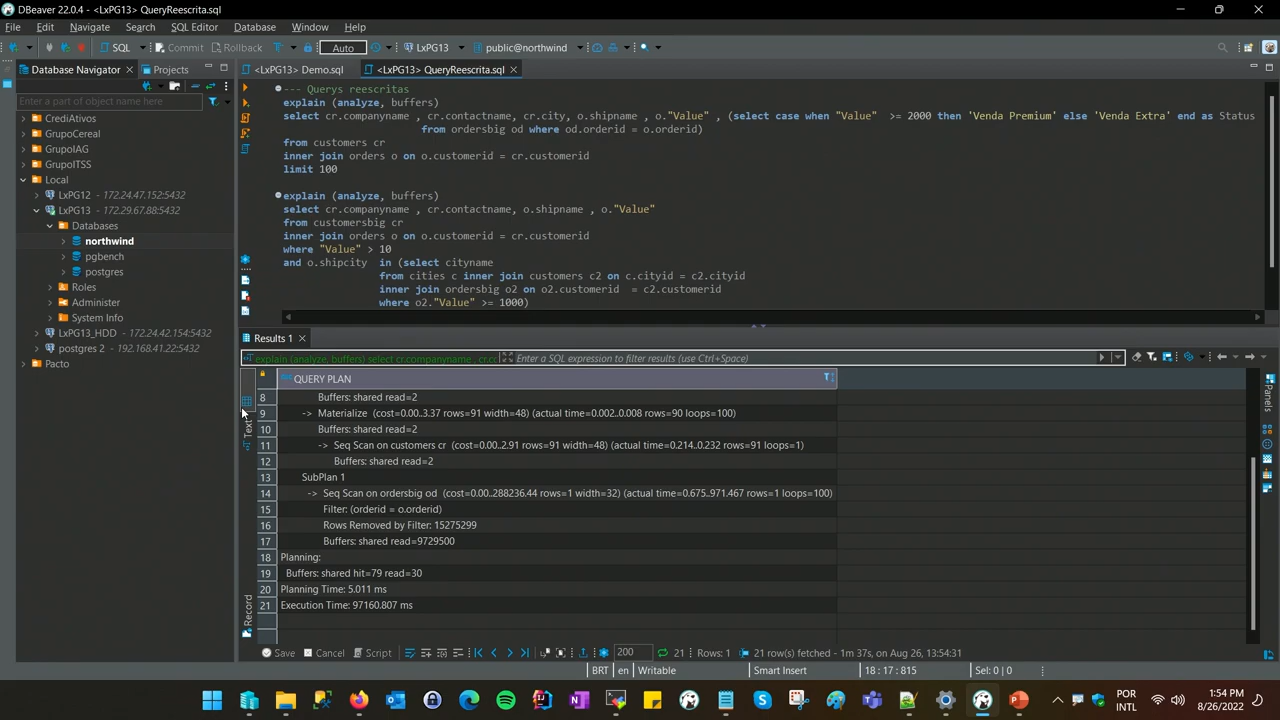 DBeaver 22.0.4 - <LxPG13> QueryReescrita.sql
File Edit Navigate Search SQL Editor Database Window Help
SQL Commit Rollback Auto LxPG13 public@northwind
Database Navigator Projects <LxPG13> Demo.sql <LxPG13> QueryReescrita.sql
Enter a part of object name here
CrediAtivos
GrupoCereal
GrupoIAG
GrupoITSS
Local
LxPG12 - 172.24.47.152:5432
LxPG13 - 172.29.67.88:5432
Databases
northwind
pgbench
postgres
Roles
Administer
System Info
LxPG13_HDD - 172.24.42.154:5432
postgres 2 - 192.168.41.22:5432
Pacto
--- Querys reescritas
explain (analyze, buffers)
select cr.companyname , cr.contactname, cr.city, o.shipname , o."Value" , (select case when "Value" >= 2000 then 'Venda Premium' else 'Venda Extra' end as Status
from ordersbig od where od.orderid = o.orderid)
from customers cr
inner join orders o on o.customerid = cr.customerid
limit 100
explain (analyze, buffers)
select cr.companyname , cr.contactname, o.shipname , o."Value"
from customersbig cr
inner join orders o on o.customerid = cr.customerid
where "Value" > 10
and o.shipcity in (select cityname
from cities c inner join customers c2 on c.cityid = c2.cityid
inner join ordersbig o2 on o2.customerid = c2.customerid
where o2."Value" >= 1000)
Results 1
explain (analyze, buffers) select cr.companyname , cr.cc Enter a SQL expression to filter results (use Ctrl+Space)
QUERY PLAN
8 Buffers: shared read=2
9 -> Materialize (cost=0.00..3.37 rows=91 width=48) (actual time=0.002..0.008 rows=90 loops=100)
10 Buffers: shared read=2
11 -> Seq Scan on customers cr (cost=0.00..2.91 rows=91 width=48) (actual time=0.214..0.232 rows=91 loops=1)
12 Buffers: shared read=2
13 SubPlan 1
14 -> Seq Scan on ordersbig od (cost=0.00..288236.44 rows=1 width=32) (actual time=0.675..971.467 rows=1 loops=100)
15 Filter: (orderid = o.orderid)
16 Rows Removed by Filter: 15275299
17 Buffers: shared read=9729500
18 Planning:
19 Buffers: shared hit=79 read=30
20 Planning Time: 5.011 ms
21 Execution Time: 97160.807 ms
Text
Record
Panels
Save Cancel Script 200 21 Rows: 1 21 row(s) fetched - 1m 37s, on Aug 26, 13:54:31
BRT en Writable Smart Insert 18 : 17 : 815 Sel: 0 | 0
POR
INTL
1:54 PM
8/26/2022